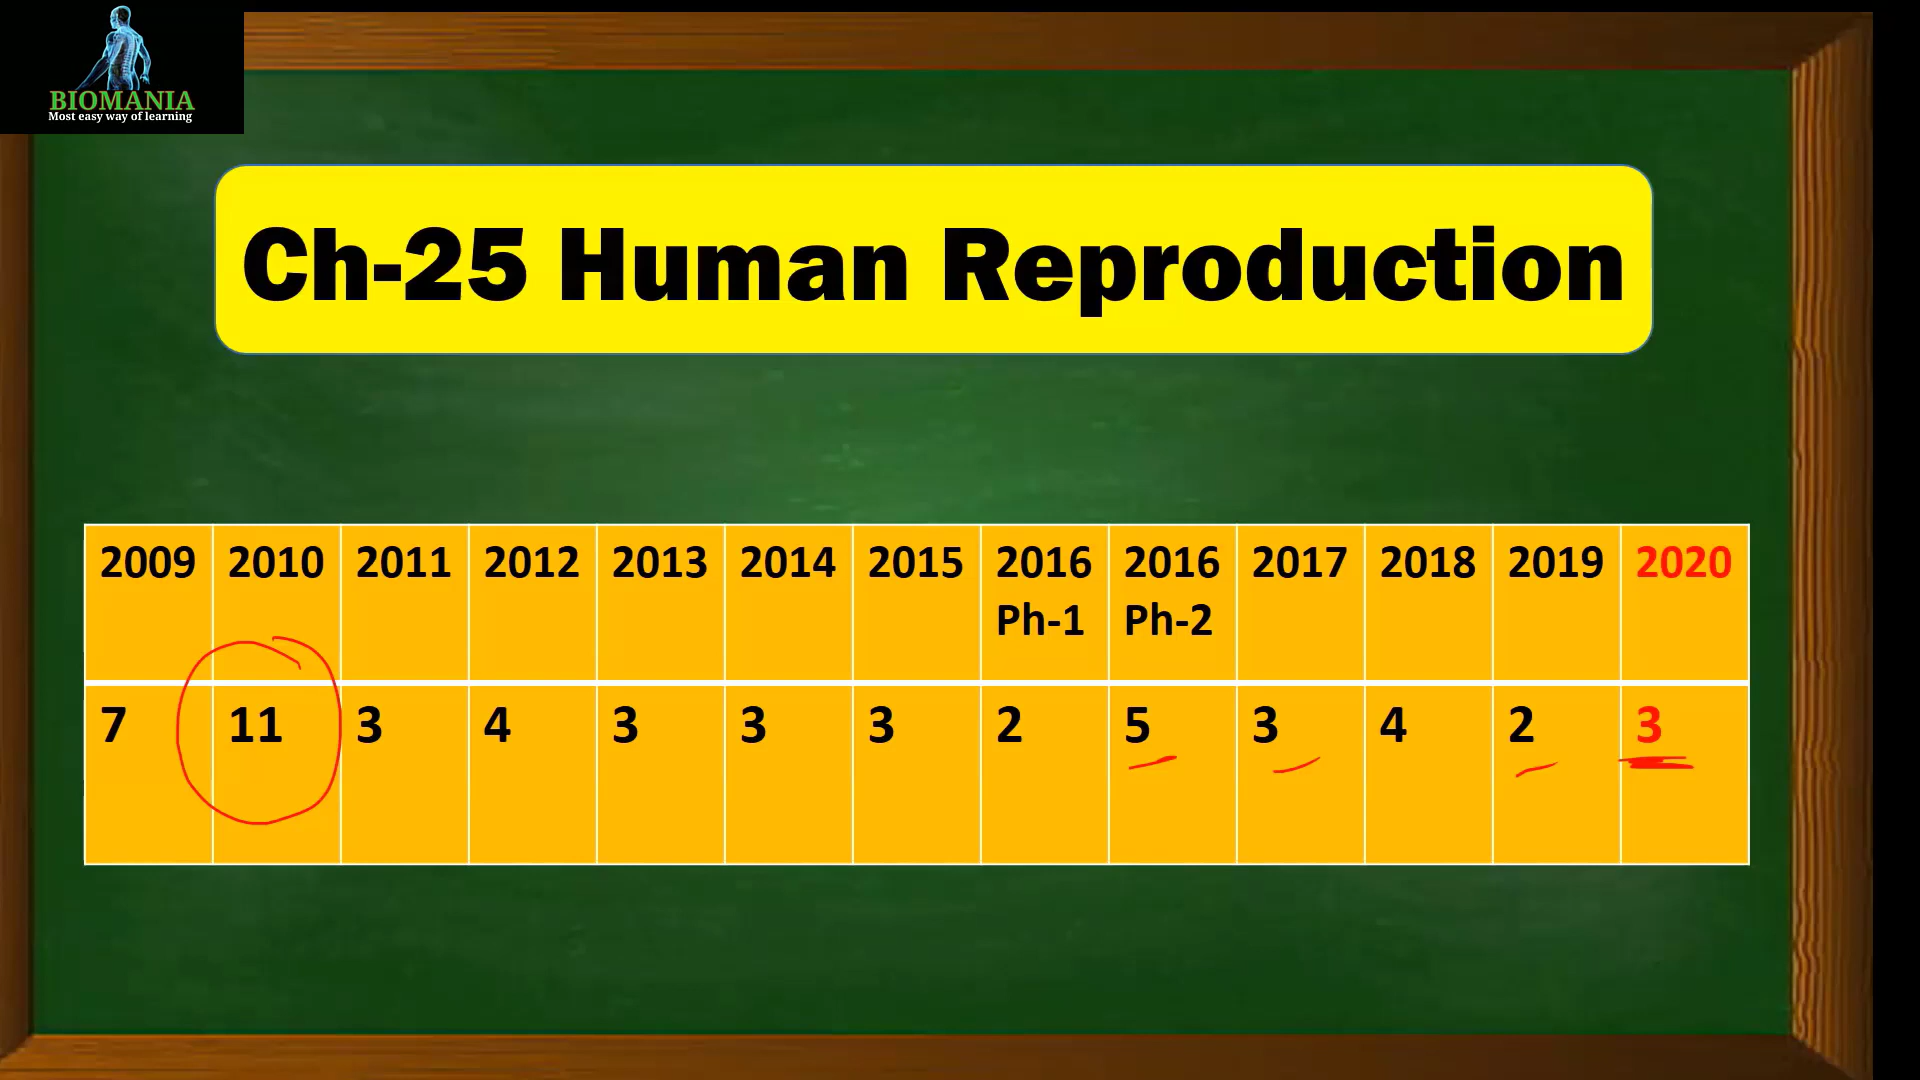 BIOMANIA
Most easy way of learning
Ch-25 Human Reproduction
2009 2010 2011 2012 2013 2014 2015 2016 2016 2017 2018 2019 2020
Ph-1 Ph-2
7 11 3 4 3 3 3 2 5 3 4 2 3